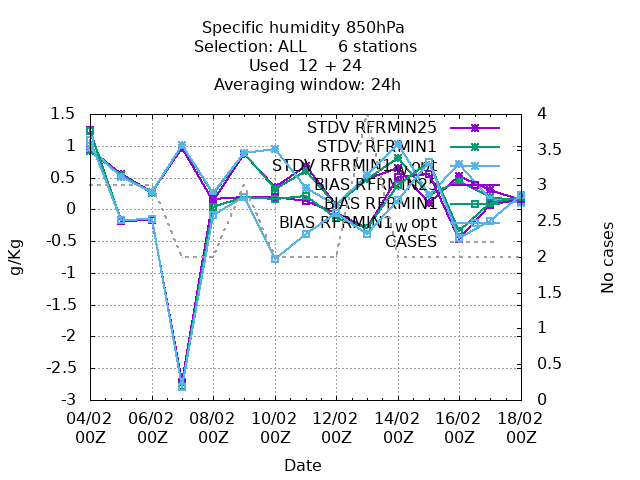 Specific humidity 850hPa
Selection: ALL 6 stations
Used 12 + 24
Averaging window: 24h
1.5
1
0.5
0
-0.5
-1
-1.5
-2
-2.5
-3
g/Kg
4
3.5
3
2.5
2
1.5
1
0.5
0
No cases
STDV RFRMIN25
STDV RFRMIN1
STDV RFRMIN1w opt
BIAS RFRMIN25
BIAS RFRMIN1
BIAS RFRMIN1w opt
CASES
04/02 06/02 08/02 10/02 12/02 14/02 16/02 18/02
00Z 00Z 00Z 00Z 00Z 00Z 00Z 00Z
Date